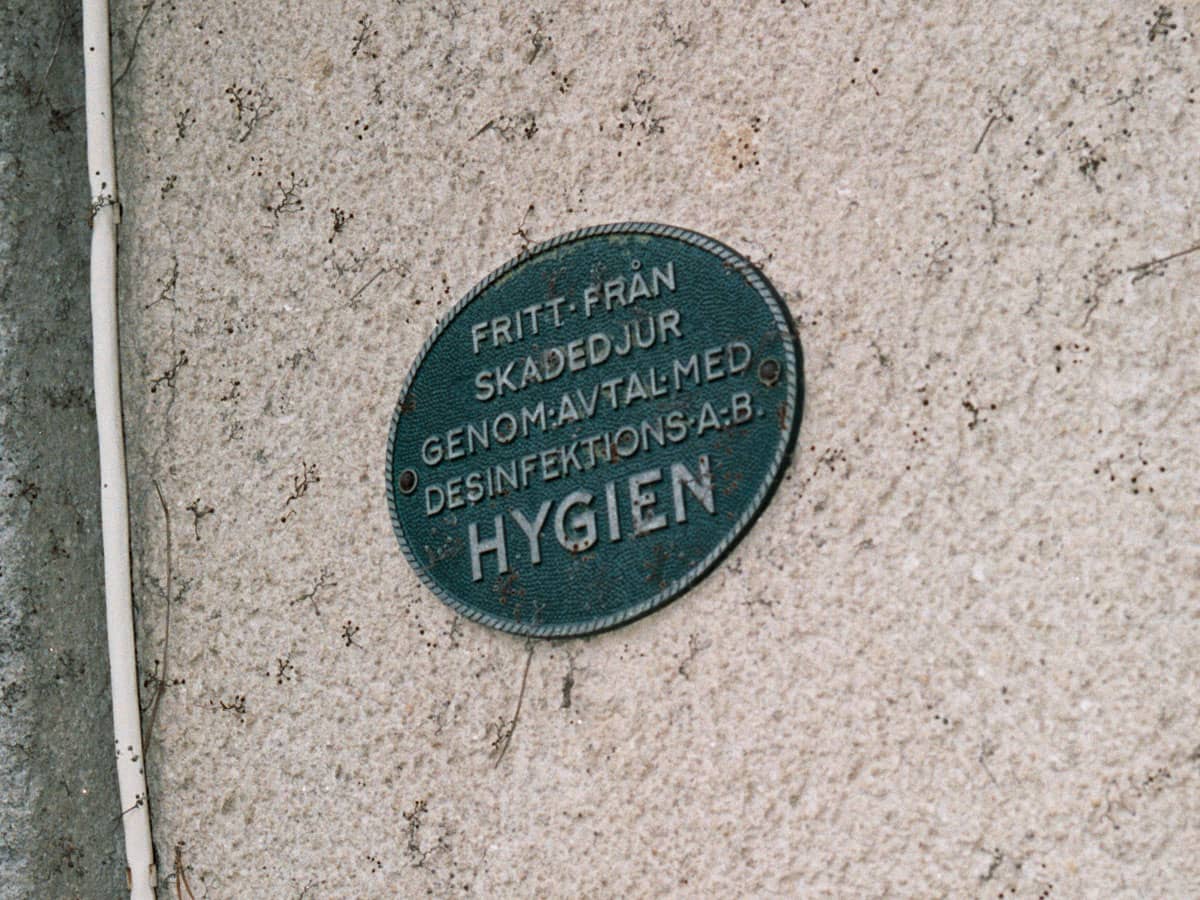 FRITT·FRÅN
SKADEDJUR
GENOM·AVTAL·MED
DESINFEKTIONS·A.-B.
HYGIEN